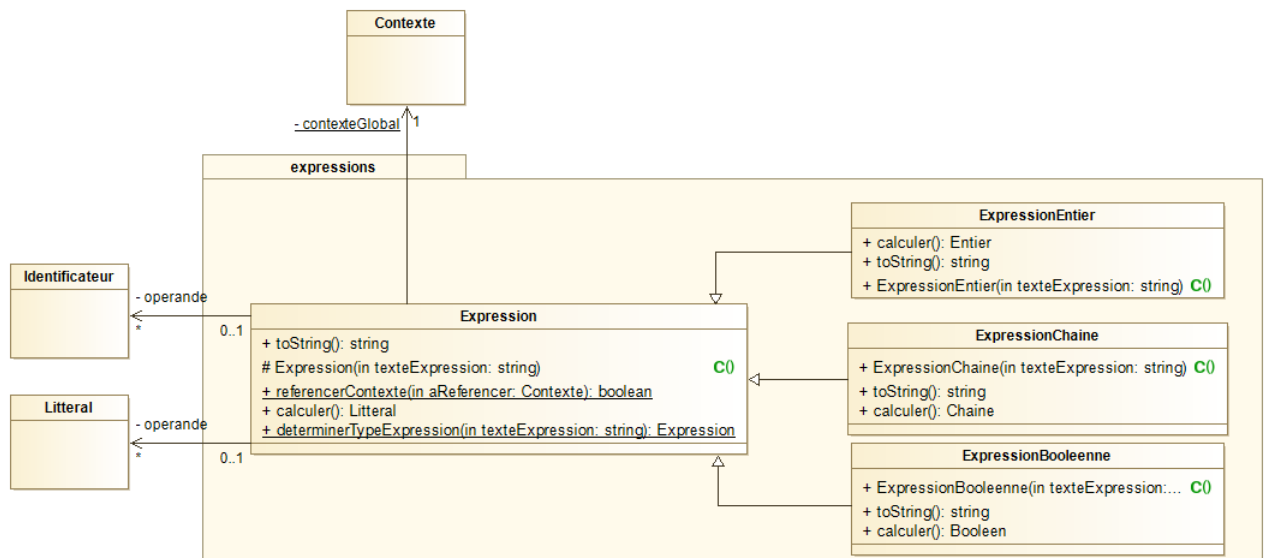 Contexte
- contexteGlobal
1
expressions
ExpressionEntier
+ calculer(): Entier
+ toString(): string
+ ExpressionEntier(in texteExpression: string) C()
Identificateur
- operande
*
0..1
Expression
+ toString(): string
# Expression(in texteExpression: string) C()
+ referencerContexte(in aReferencer: Contexte): boolean
+ calculer(): Litteral
+ determinerTypeExpression(in texteExpression: string): Expression
ExpressionChaine
+ ExpressionChaine(in texteExpression: string) C()
+ toString(): string
+ calculer(): Chaine
Litteral
- operande
*
0..1
ExpressionBooleenne
+ ExpressionBooleenne(in texteExpression:... C()
+ toString(): string
+ calculer(): Booleen